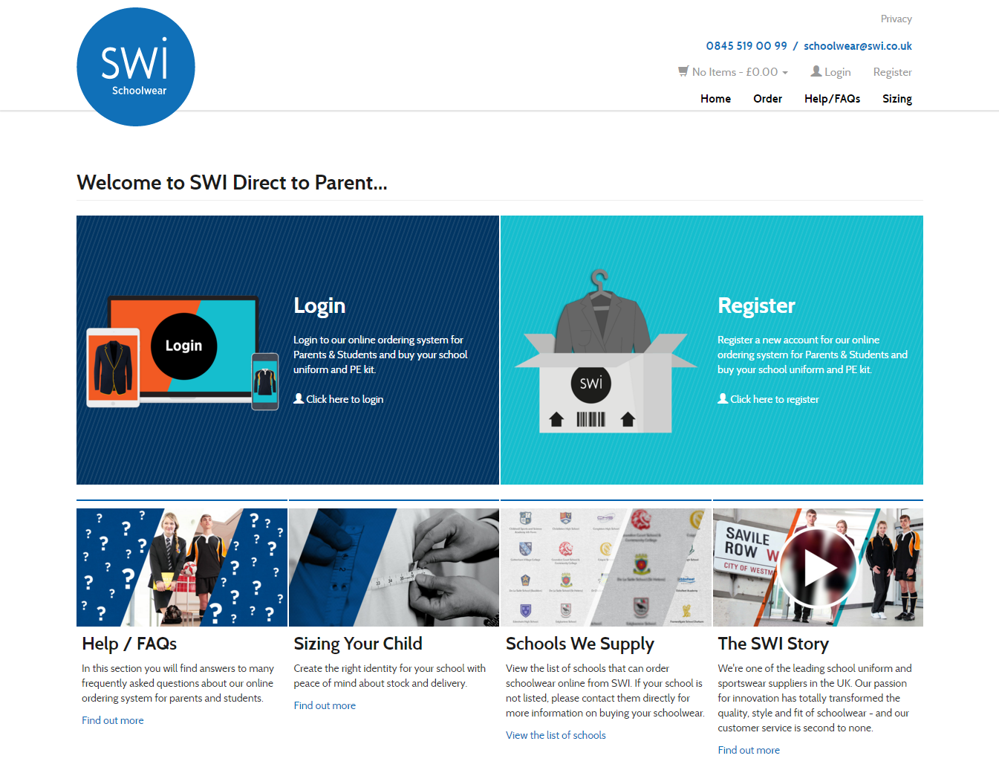 swi
Schoolwear
Privacy
0845 519 00 99 / schoolwear@swi.co.uk
No Items - £0.00
Login
Register
Home
Order
Help/FAQs
Sizing
Welcome to SWI Direct to Parent...
Login
Login
Login to our online ordering system for
Parents & Students and buy your school
uniform and PE kit.
Click here to login
swi
Register
Register a new account for our online
ordering system for Parents & Students and
buy your school uniform and PE kit.
Click here to register
SAVILE
ROW W
CITY OF WESTM
Help / FAQs
In this section you will find answers to many
frequently asked questions about our online
ordering system for parents and students.
Find out more
Sizing Your Child
Create the right identity for your school with
peace of mind about stock and delivery.
Find out more
Schools We Supply
View the list of schools that can order
schoolwear online from SWI. If your school is
not listed, please contact them directly for
more information on buying your schoolwear.
View the list of schools
The SWI Story
We're one of the leading school uniform and
sportswear suppliers in the UK. Our passion
for innovation has totally transformed the
quality, style and fit of schoolwear - and our
customer service is second to none.
Find out more